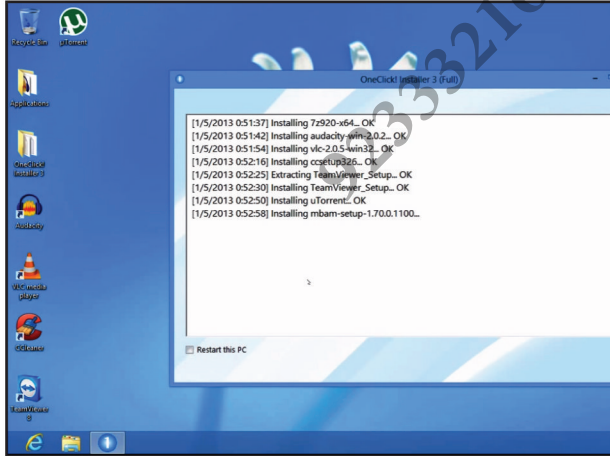 Recycle Bin
µTorrent
Applications
OneClick!
Installer 3
Audacity
VLC media
player
CCleaner
TeamViewer
8
OneClick! Installer 3 (Full)
[1/5/2013 0:51:37] Installing 7z920-x64... OK
[1/5/2013 0:51:42] Installing audacity-win-2.0.2... OK
[1/5/2013 0:51:54] Installing vlc-2.0.5-win32... OK
[1/5/2013 0:52:16] Installing ccsetup326... OK
[1/5/2013 0:52:25] Extracting TeamViewer_Setup... OK
[1/5/2013 0:52:30] Installing TeamViewer_Setup... OK
[1/5/2013 0:52:50] Installing uTorrent... OK
[1/5/2013 0:52:58] Installing mbam-setup-1.70.0.1100...
Restart this PC